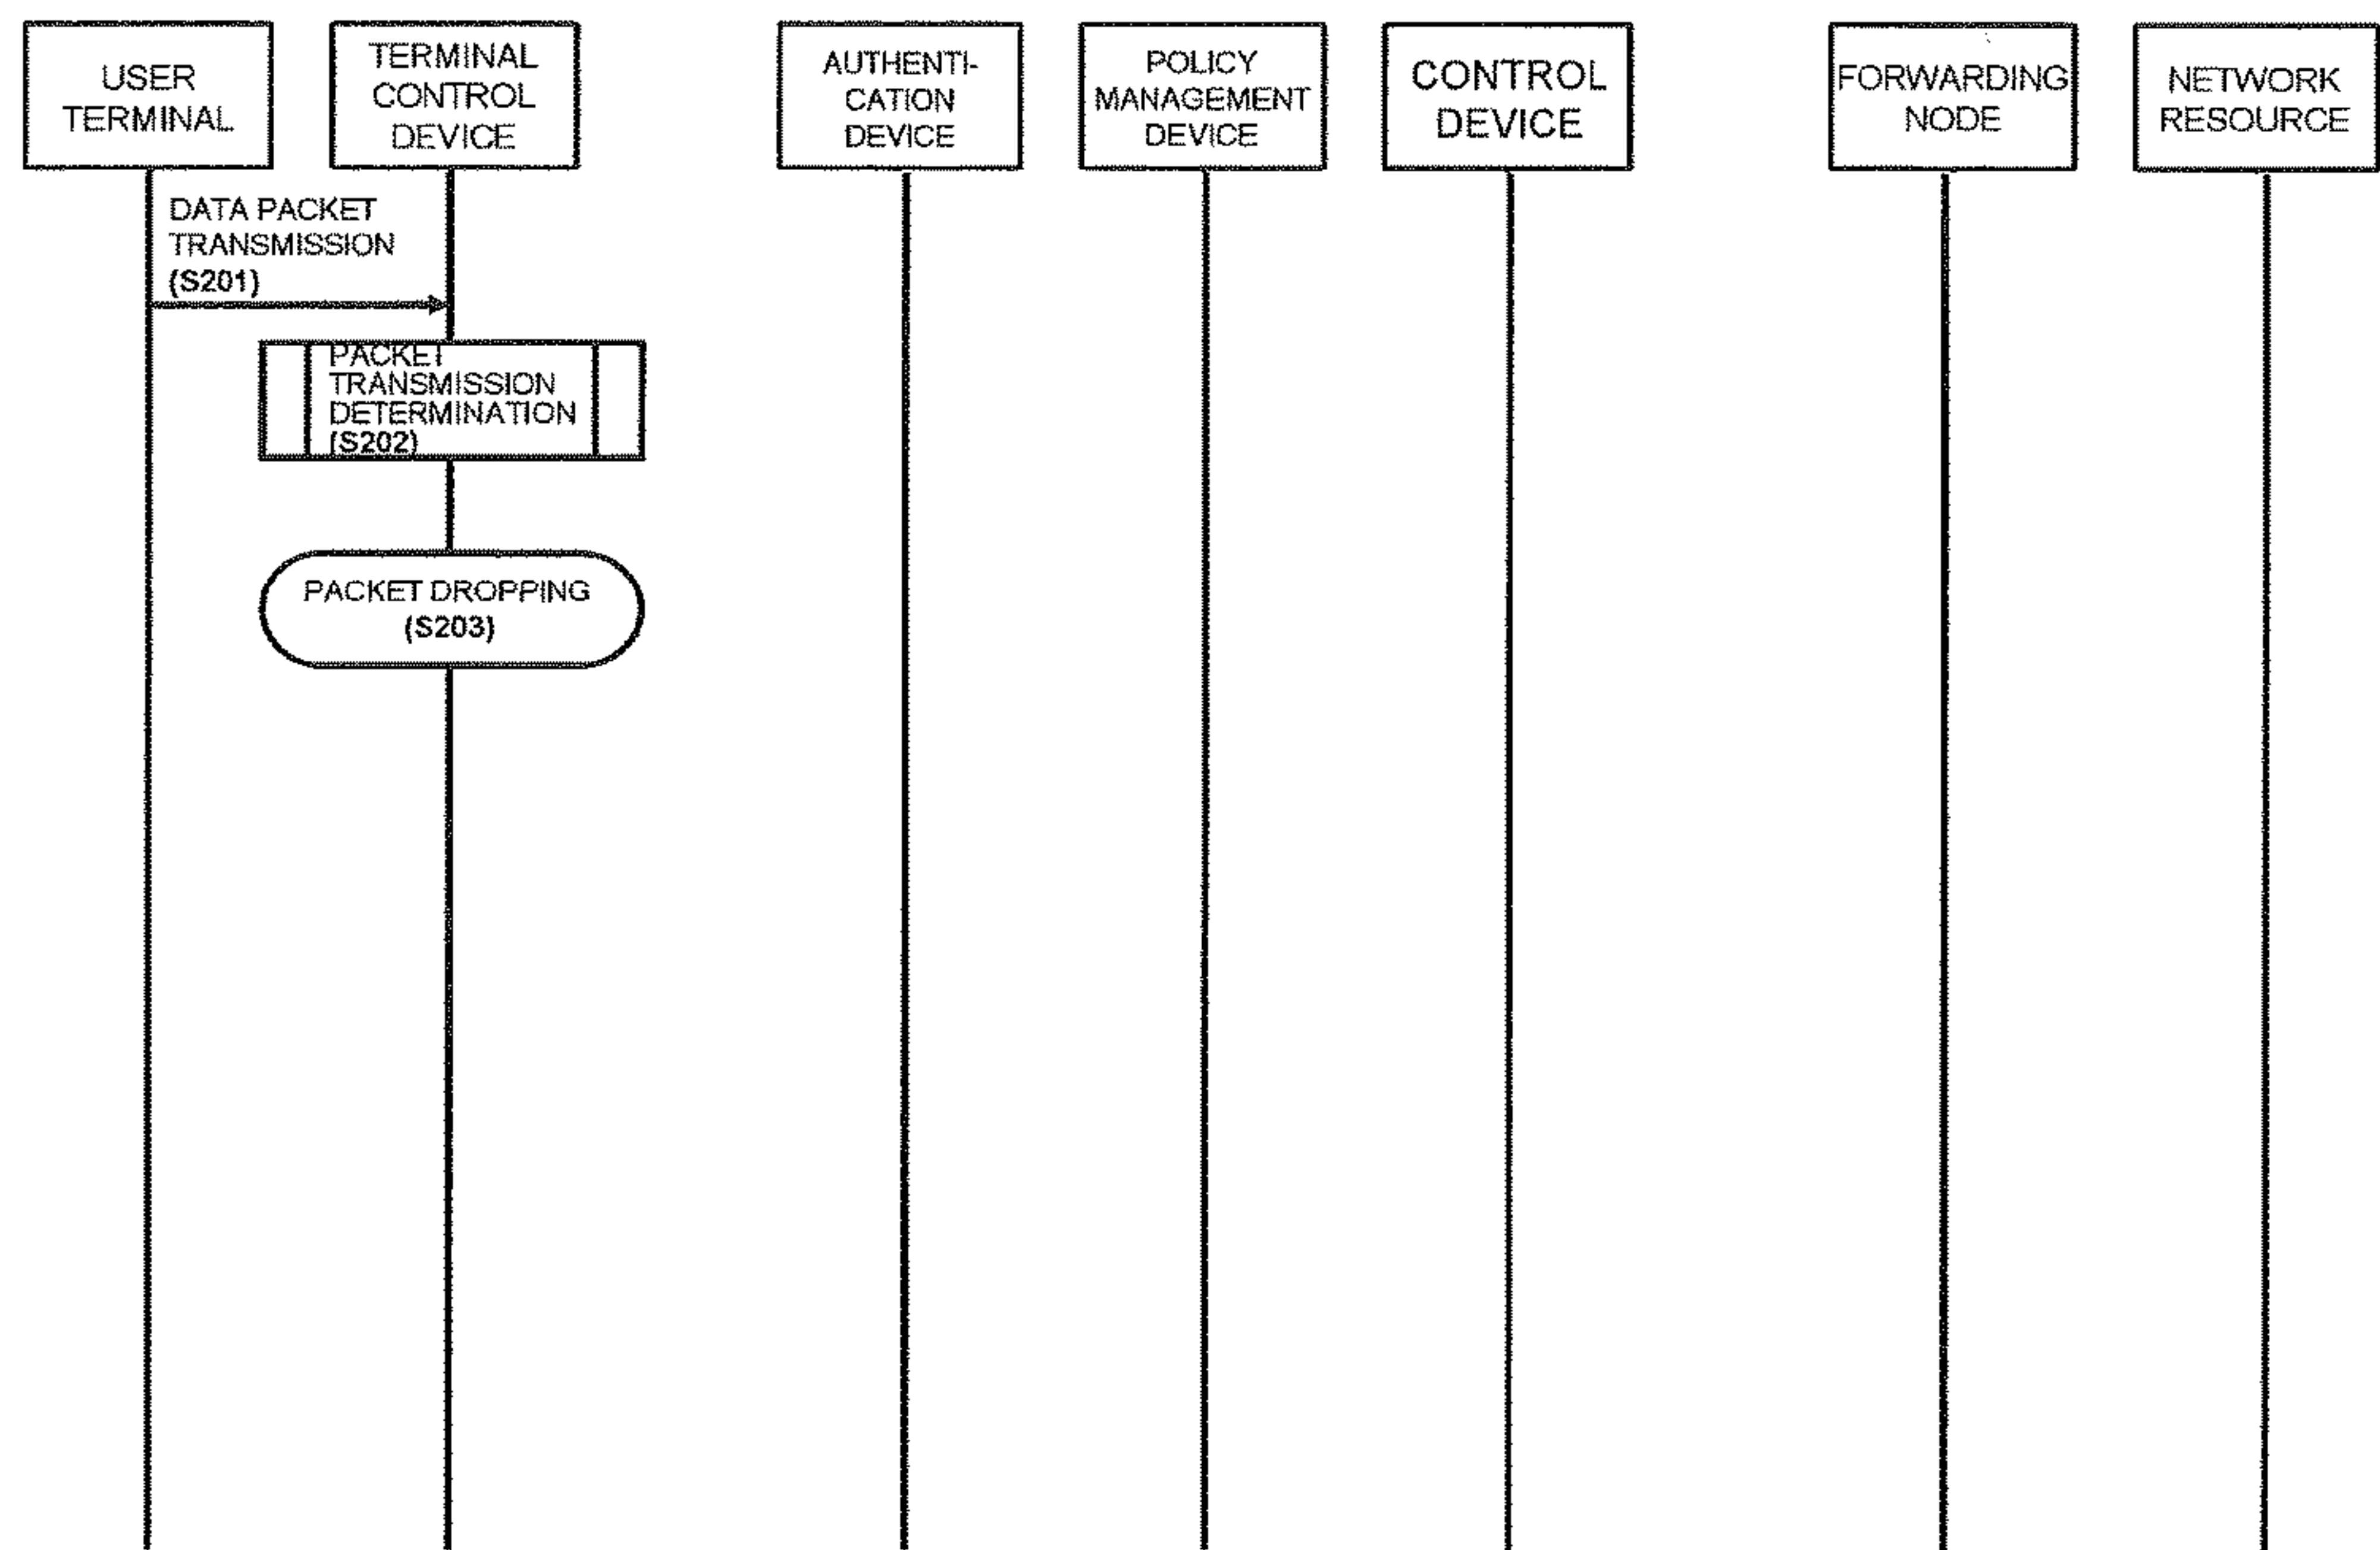 USER
TERMINAL
TERMINAL
CONTROL
DEVICE
AUTHENTI-
CATION
DEVICE
POLICY
MANAGEMENT
DEVICE
CONTROL
DEVICE
FORWARDING
NODE
NETWORK
RESOURCE
DATA PACKET
TRANSMISSION
(S201)
PACKET
TRANSMISSION
DETERMINATION
(S202)
PACKET DROPPING
(S203)